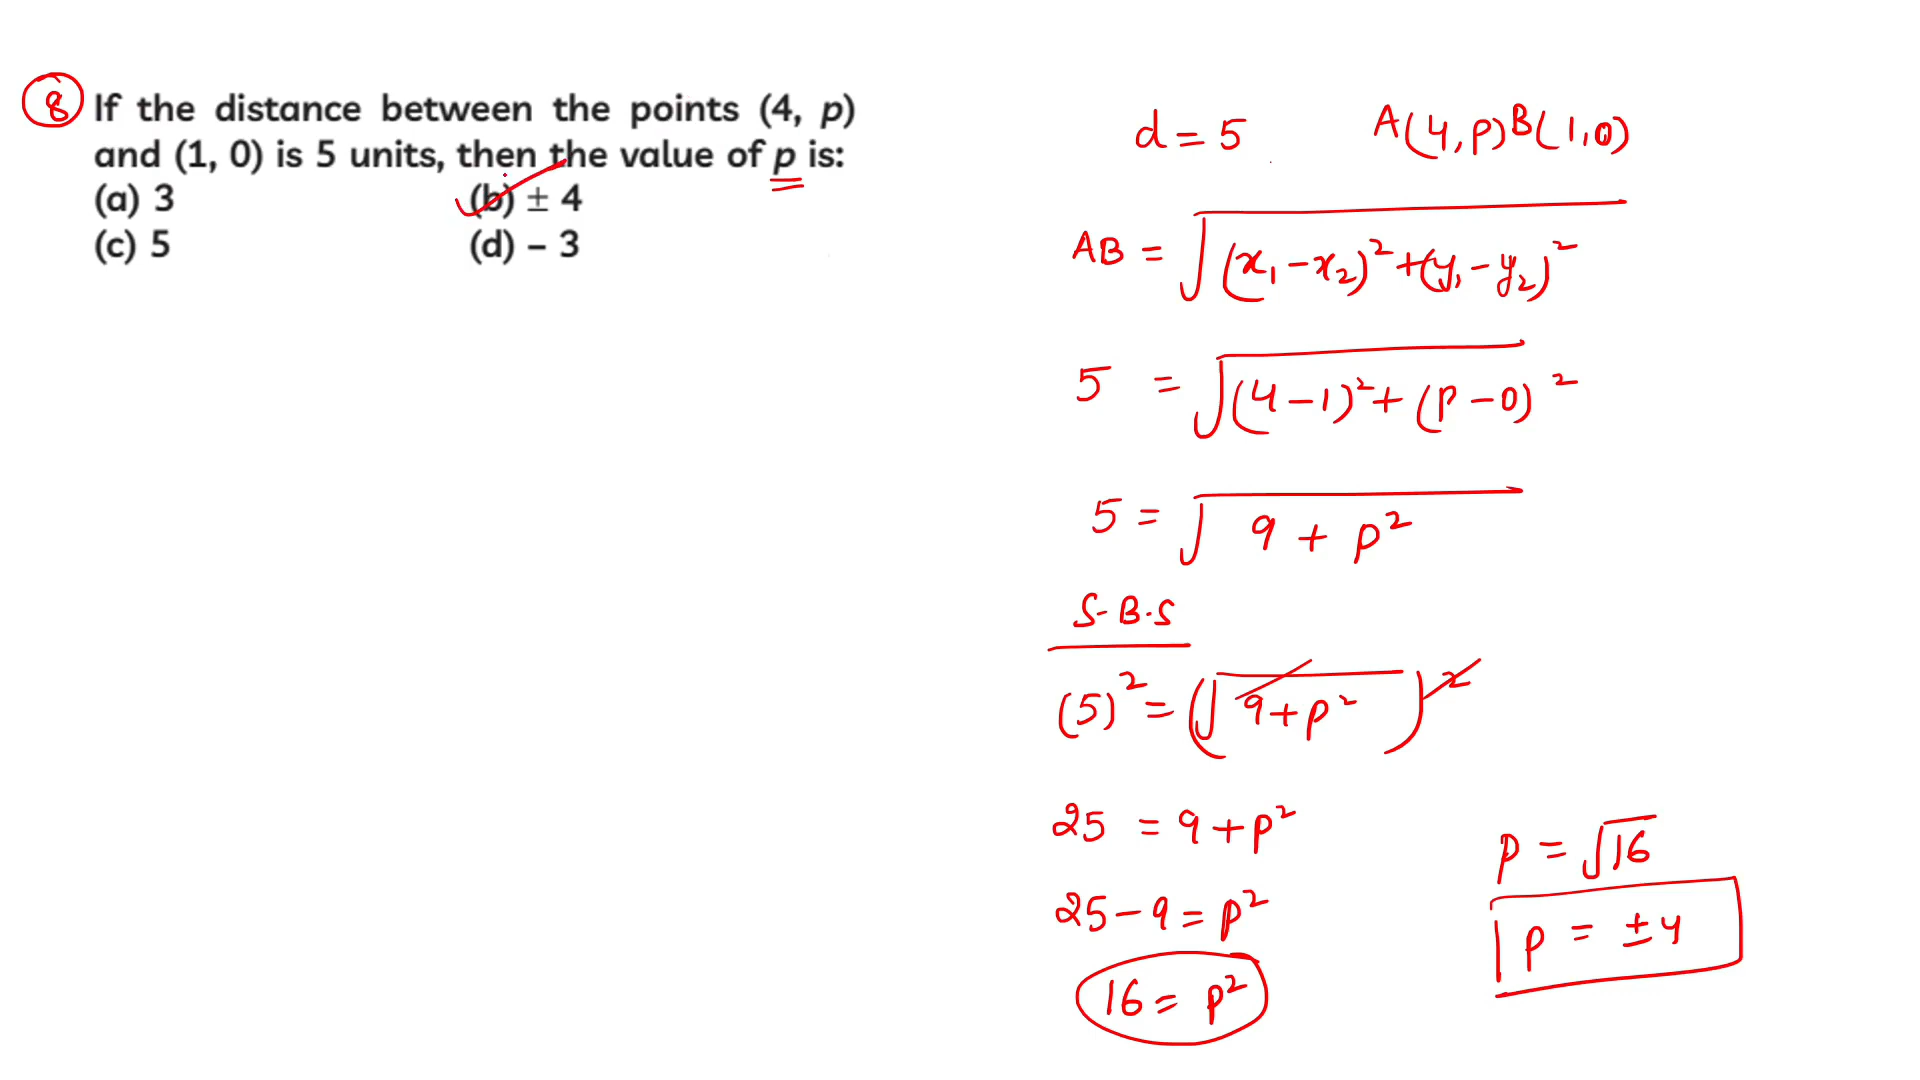 8 If the distance between the points (4, p)
and (1, 0) is 5 units, then the value of p is:
(a) 3 (b) ± 4
(c) 5 (d) – 3
d = 5 A(4,p) B(1,0)
AB = √(x₁-x₂)²+(y₁-y₂)²
5 = √(4-1)²+(p-0)²
5 = √9+p²
S.B.S
(5)² = (√9+p²)²
25 = 9+p²
25-9 = p²
16 = p²
p = √16
p = ±4